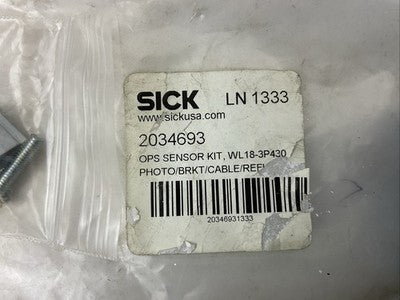 SICK LN 1333
www.sickusa.com
2034693
OPS SENSOR KIT, WL18-3P430
PHOTO/BRKT/CABLE/REFL
20346931333